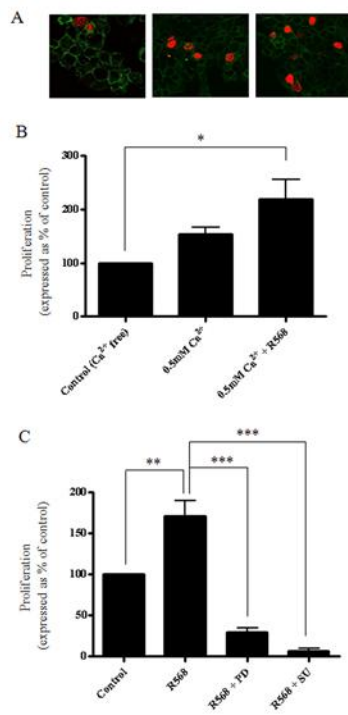 A
B
Proliferation
(expressed as % of control)
300
200
100
0
*
Control (Ca²⁺ free)
0.5mM Ca²⁺
0.5mM Ca²⁺ + R568
C
Proliferation
(expressed as % of control)
200
150
100
50
0
**
***
***
Control
R568
R568 + PD
R568 + SU